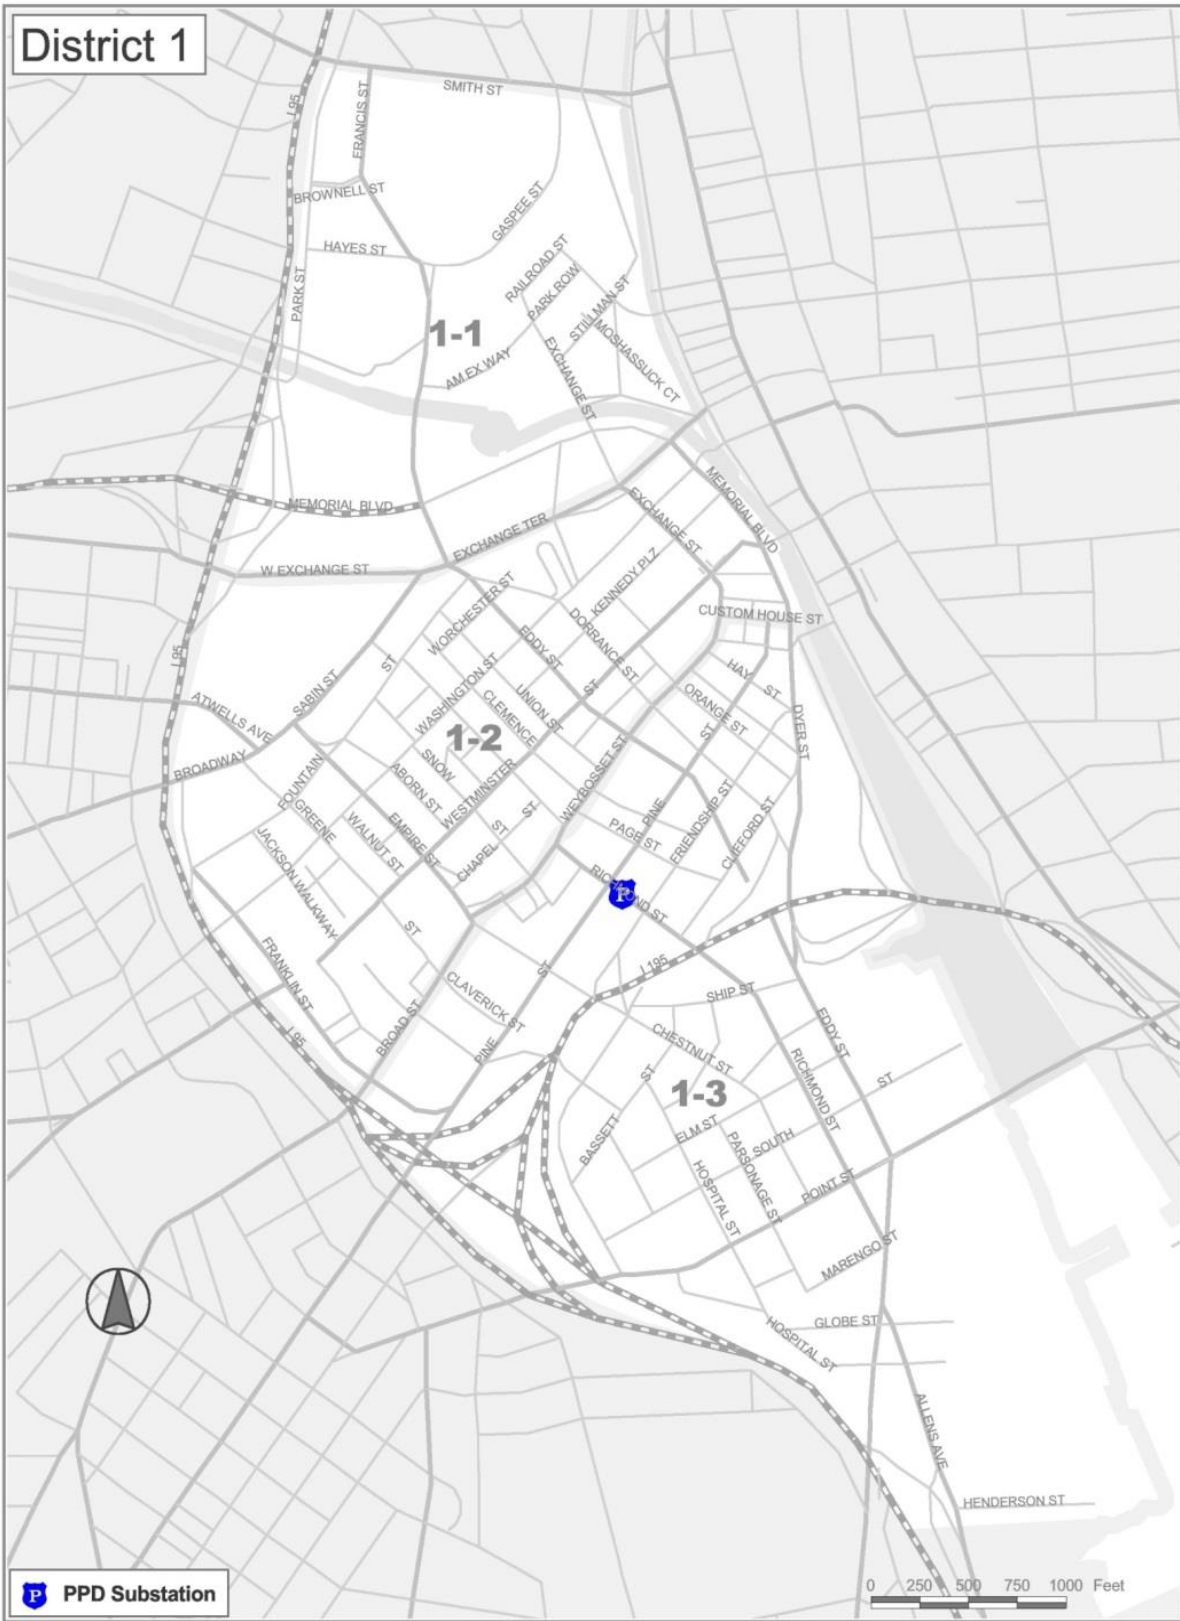 District 1
SMITH ST
I 95
FRANCIS ST
BROWNELL ST
GASPEE ST
HAYES ST
RAILROAD ST
PARK ROW
PARK ST
STILLMAN ST
1-1
MOSHASSUCK CT
AM EX WAY
EXCHANGE ST
MEMORIAL BLVD
MEMORIAL BLVD
EXCHANGE ST
EXCHANGE TER
W EXCHANGE ST
KENNEDY PLZ
WORCHESTER ST
CUSTOM HOUSE ST
DORRANCE ST
EDDY ST
I 95
ST
HAY ST
SABIN ST
WASHINGTON ST
UNION ST
ST
ORANGE ST
ATWELLS AVE
CLEMENCE
DYER ST
1-2
ST
BROADWAY
SNOW
WEYBOSSET ST
FOUNTAIN
ABORN ST
WESTMINSTER
GREENE
EMPIRE ST
ST
ST
PINE
FRIENDSHIP ST
CLIFFORD ST
WALNUT ST
PAGE ST
JACKSON WALKWAY
CHAPEL
RICHMOND ST
P
ST
FRANKLIN ST
ST
I 195
CLAVERICK ST
SHIP ST
I 95
BROAD ST
PINE
CHESTNUT ST
EDDY ST
ST
RICHMOND ST
ST
1-3
BASSETT
ELM ST
SOUTH
PARSONAGE ST
HOSPITAL ST
POINT ST
MARENGO ST
GLOBE ST
HOSPITAL ST
ALLENS AVE
HENDERSON ST
P PPD Substation
0 250 500 750 1000 Feet